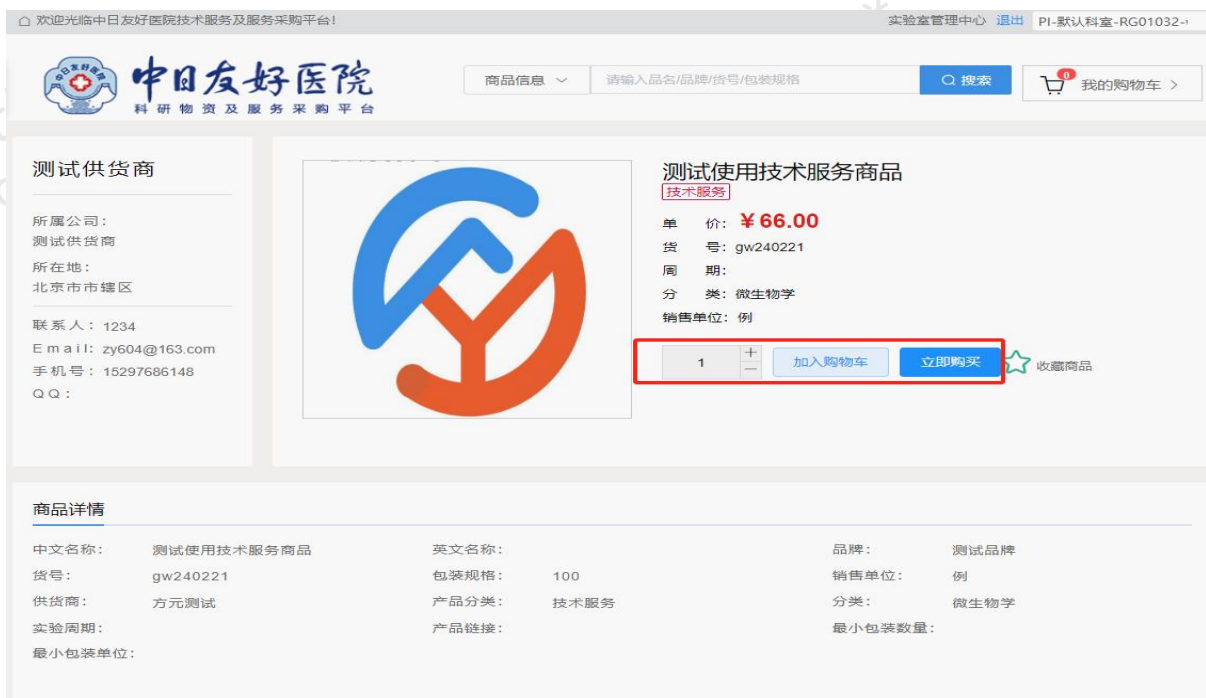 欢迎光临中日友好医院技术服务及服务采购平台!
实验室管理中心 退出 PI-默认科室-RG01032-
中日友好医院
科研物资及服务采购平台
商品信息 请输入品名/品牌/货号/包装规格 搜索 0 我的购物车 >
测试供货商
所属公司:
测试供货商
所在地:
北京市市辖区
联系人: 1234
Email: zy604@163.com
手机号: 15297686148
QQ:
测试使用技术服务商品
技术服务
单 价: ¥66.00
货 号: gw240221
周 期:
分 类: 微生物学
销售单位: 例
1 + — 加入购物车 立即购买 收藏商品
商品详情
中文名称: 测试使用技术服务商品 英文名称: 品牌: 测试品牌
货号: gw240221 包装规格: 100 销售单位: 例
供货商: 方元测试 产品分类: 技术服务 分类: 微生物学
实验周期: 产品链接: 最小包装数量:
最小包装单位: